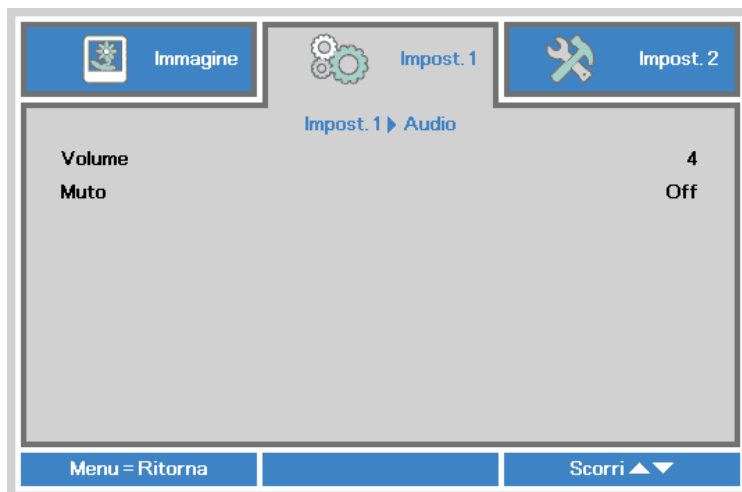 Immagine
Impost. 1
Impost. 2
Impost. 1 ▶ Audio
Volume 4
Muto Off
Menu = Ritorna
Scorri ▲▼